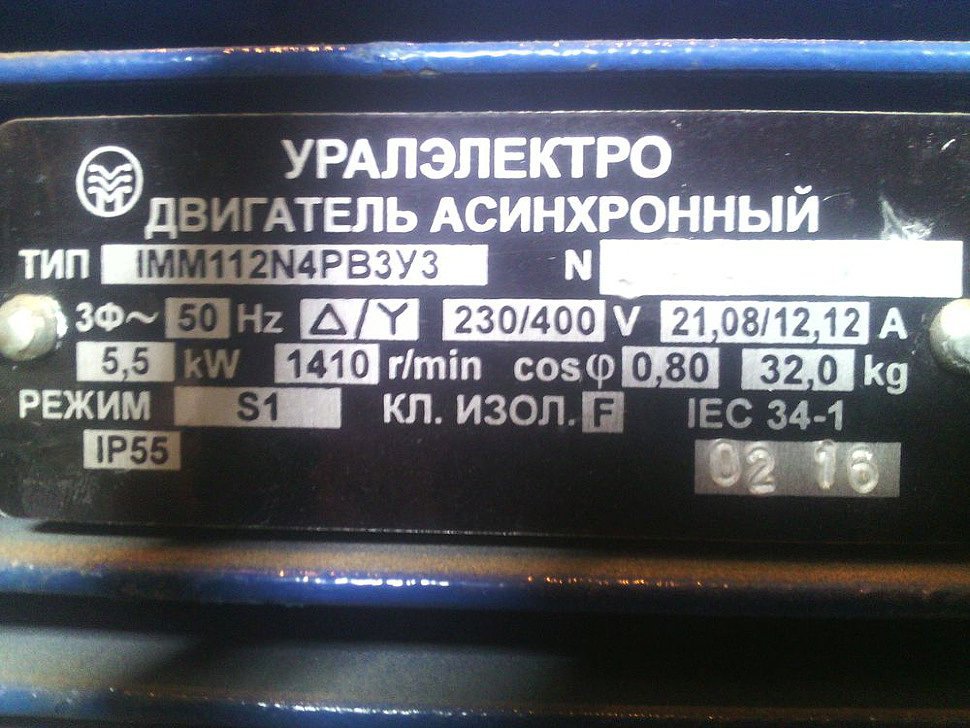 УРАЛЭЛЕКТРО
ДВИГАТЕЛЬ АСИНХРОННЫЙ
ТИП IMM112N4PB3У3 N
3Ф~ 50 Hz Δ/Y 230/400 V 21,08/12,12 A
5,5 kW 1410 r/min cosφ 0,80 32,0 kg
РЕЖИМ S1 КЛ. ИЗОЛ. F IEC 34-1
IP55 02 16